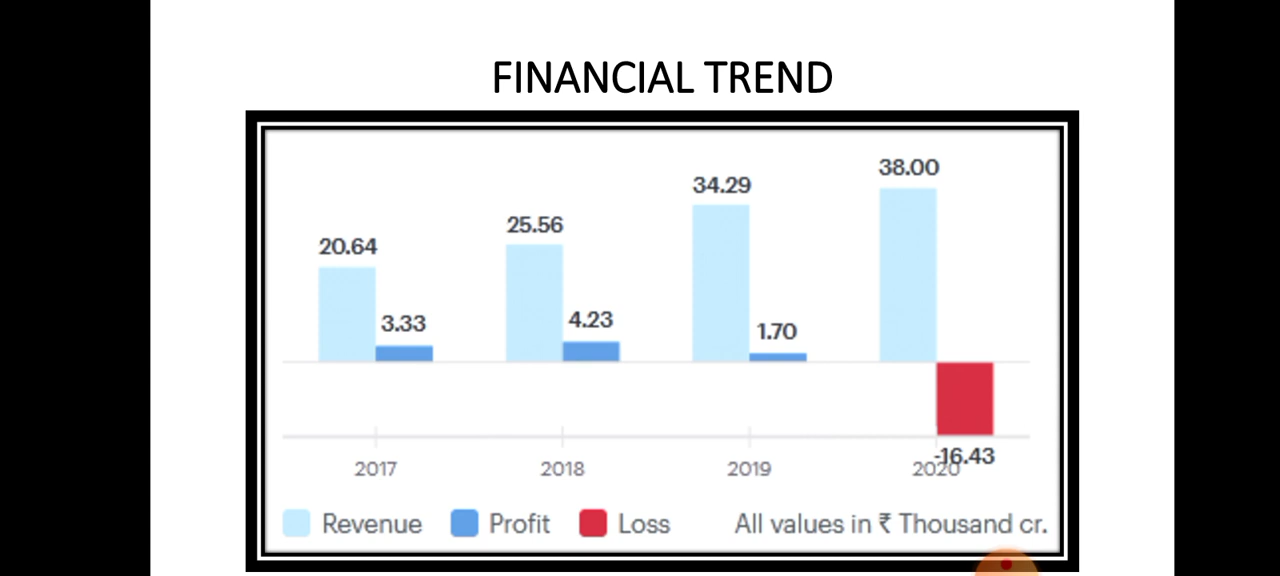 FINANCIAL TREND
38.00
34.29
25.56
20.64
4.23
3.33
1.70
-16.43
2017 2018 2019 2020
Revenue Profit Loss All values in ₹ Thousand cr.